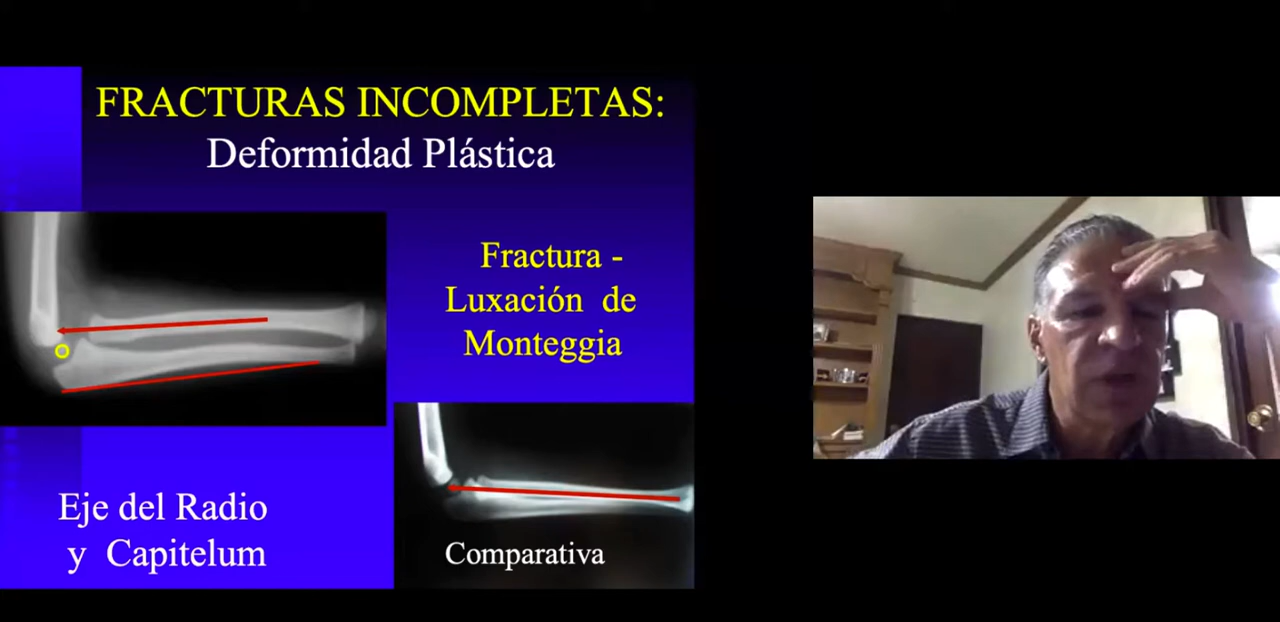 FRACTURAS INCOMPLETAS:
Deformidad Plástica
Fractura -
Luxación de
Monteggia
Eje del Radio
y Capitelum
Comparativa